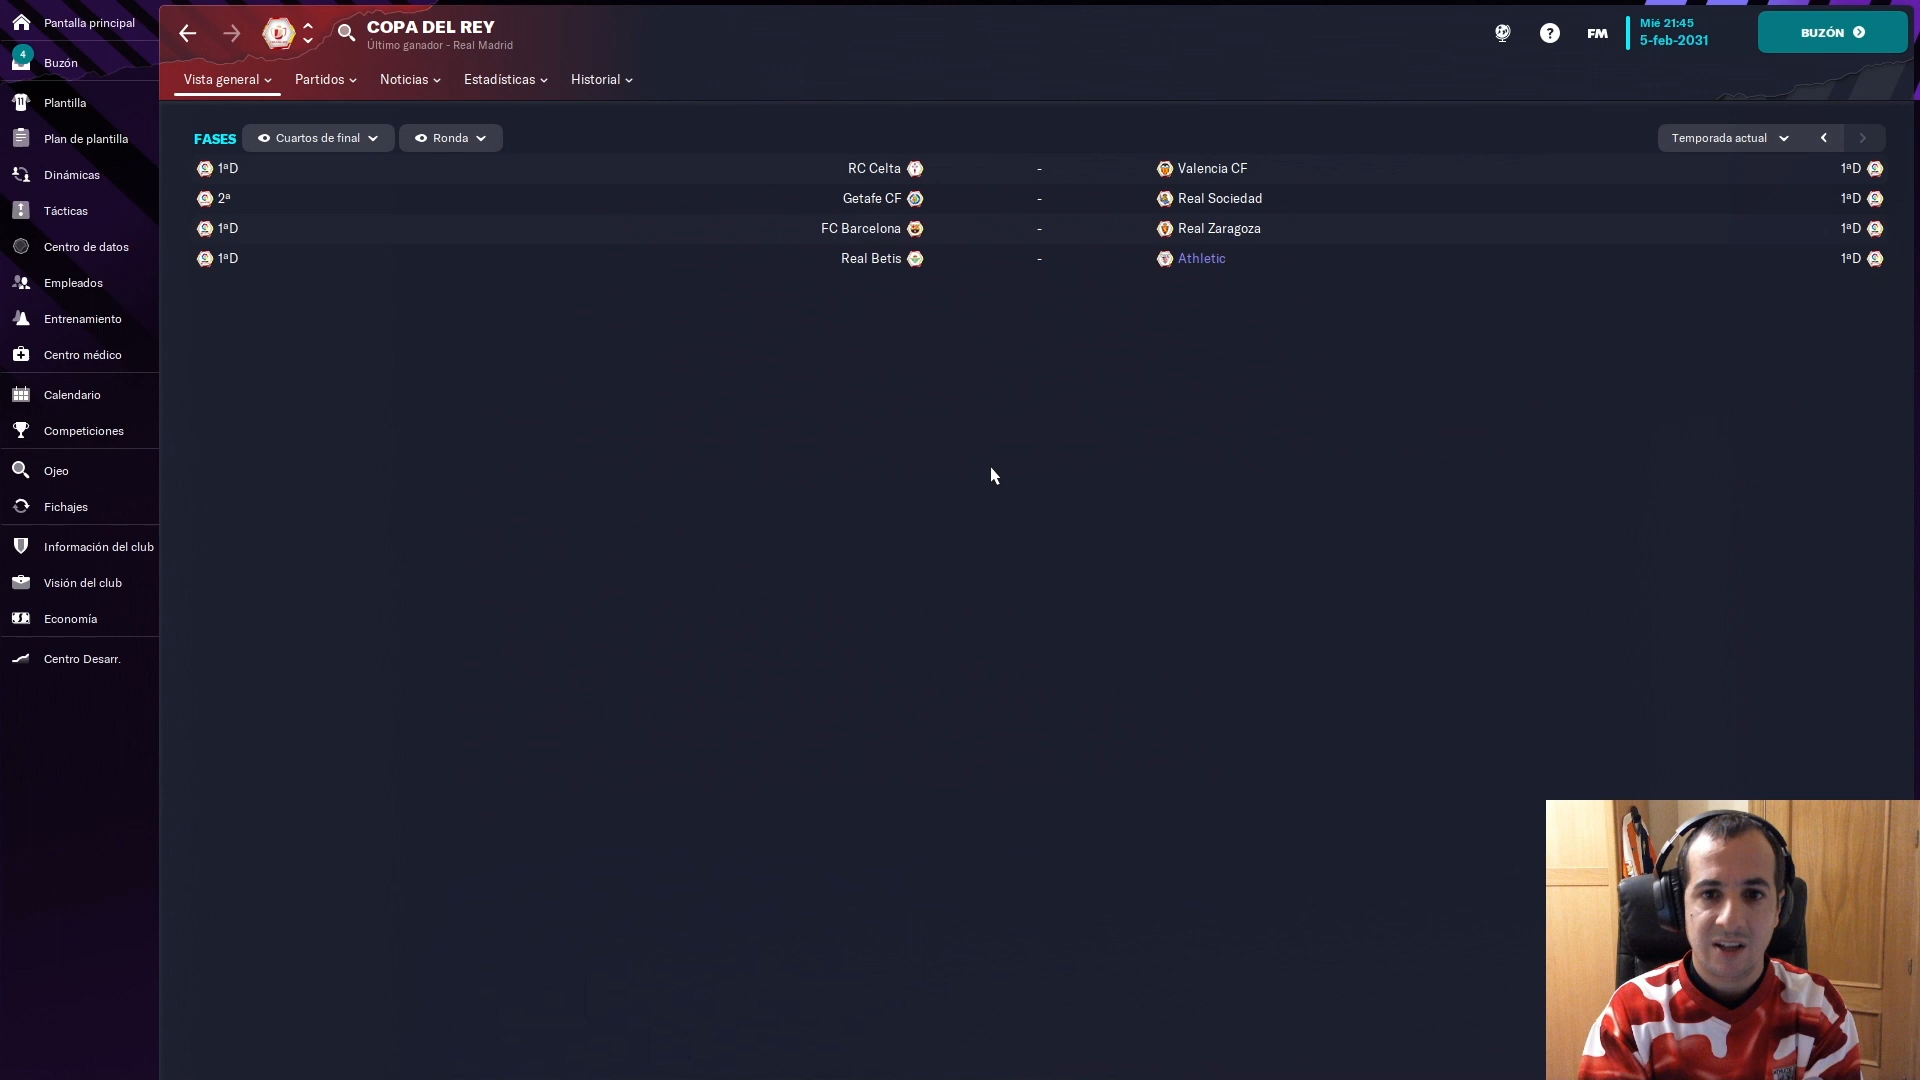 Pantalla principal
4
Buzón
Plantilla
Plan de plantilla
Dinámicas
Tácticas
Centro de datos
Empleados
Entrenamiento
Centro médico
Calendario
Competiciones
Ojeo
Fichajes
Información del club
Visión del club
Economía
Centro Desarr.
COPA DEL REY
Último ganador - Real Madrid
? FM
Mié 21:45
5-feb-2031
BUZÓN
Vista general Partidos Noticias Estadísticas Historial
FASES Cuartos de final Ronda Temporada actual
1ªD RC Celta - Valencia CF 1ªD
2ª Getafe CF - Real Sociedad 1ªD
1ªD FC Barcelona - Real Zaragoza 1ªD
1ªD Real Betis - Athletic 1ªD